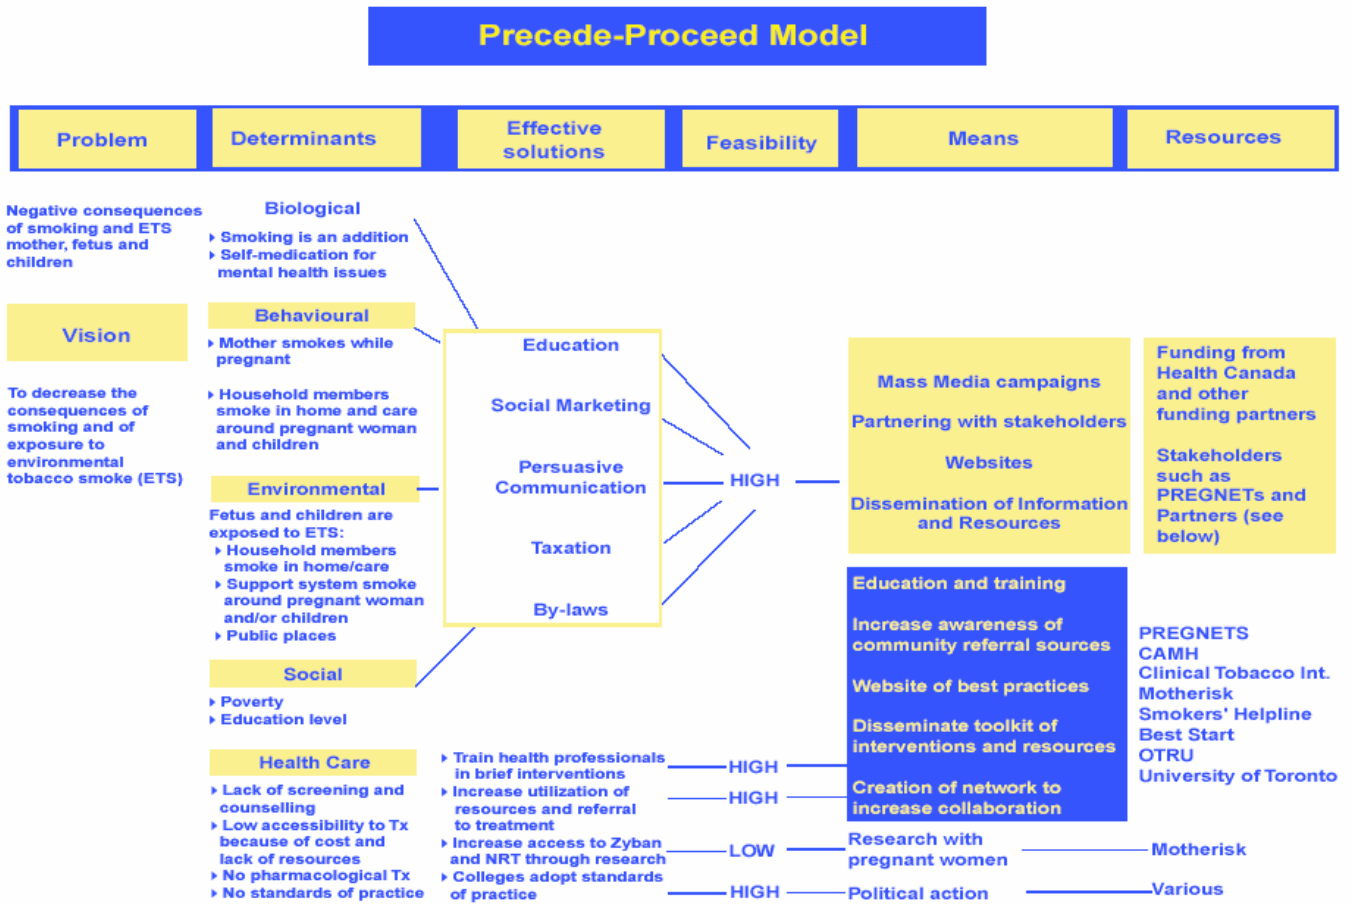 Precede-Proceed Model
Problem
Determinants
Effective
solutions
Feasibility
Means
Resources
Negative consequences
of smoking and ETS
mother, fetus and
children
Vision
To decrease the
consequences of
smoking and of
exposure to
environmental
tobacco smoke (ETS)
Biological
Smoking is an addition
Self-medication for
mental health issues
Behavioural
Mother smokes while
pregnant
Household members
smoke in home and care
around pregnant woman
and children
Environmental
Fetus and children are
exposed to ETS:
Household members
smoke in home/care
Support system smoke
around pregnant woman
and/or children
Public places
Social
Poverty
Education level
Health Care
Lack of screening and
counselling
Low accessibility to Tx
because of cost and
lack of resources
No pharmacological Tx
No standards of practice
Education
Social Marketing
Persuasive
Communication
Taxation
By-laws
Train health professionals
in brief interventions
Increase utilization of
resources and referral
to treatment
Increase access to Zyban
and NRT through research
Colleges adopt standards
of practice
HIGH
HIGH
HIGH
LOW
HIGH
Mass Media campaigns
Partnering with stakeholders
Websites
Dissemination of Information
and Resources
Education and training
Increase awareness of
community referral sources
Website of best practices
Disseminate toolkit of
interventions and resources
Creation of network to
increase collaboration
Research with
pregnant women
Political action
Funding from
Health Canada
and other
funding partners
Stakeholders
such as
PREGNETs and
Partners (see
below)
PREGNETS
CAMH
Clinical Tobacco Int.
Motherisk
Smokers' Helpline
Best Start
OTRU
University of Toronto
Motherisk
Various